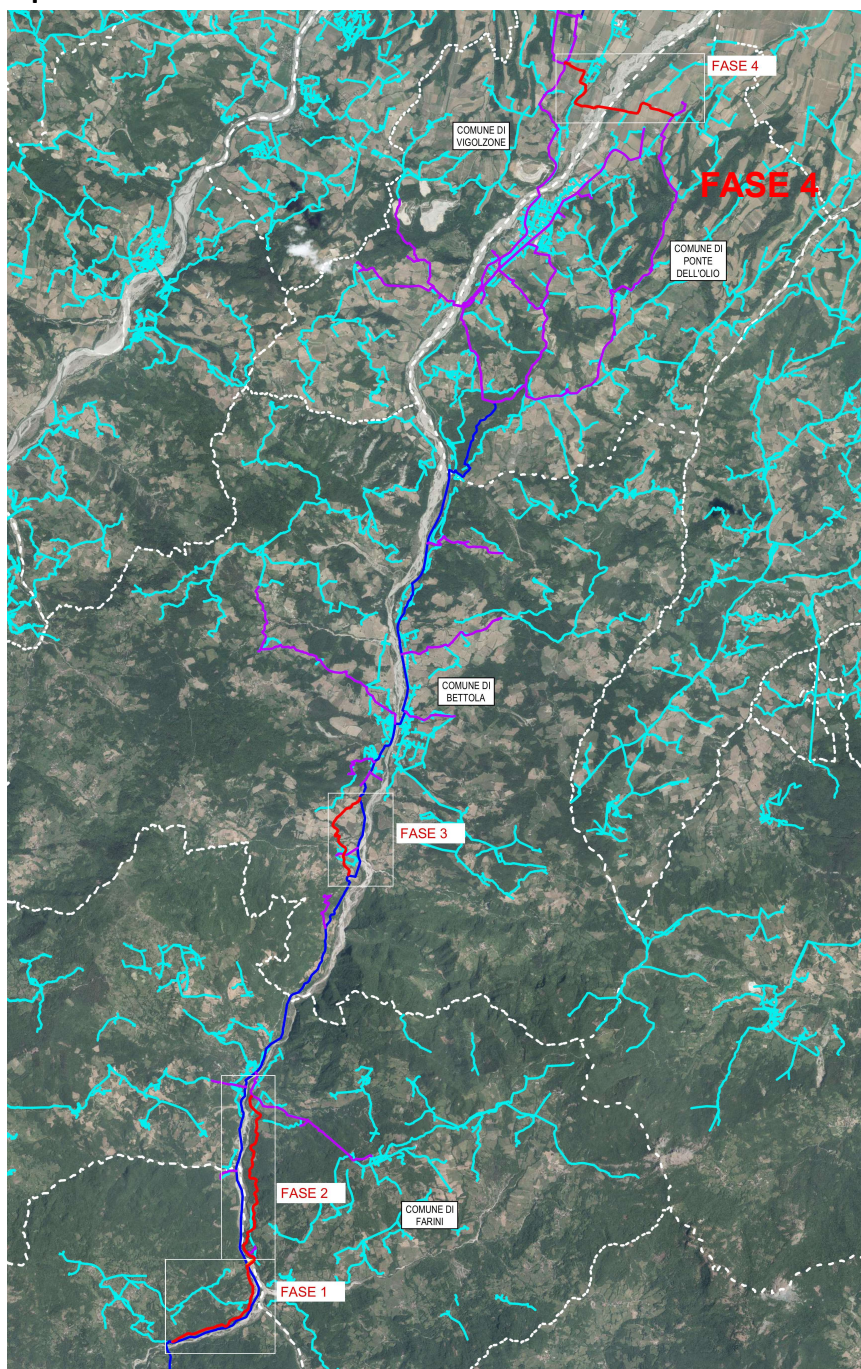 FASE 4
COMUNE DI
VIGOLZONE
FASE 4
COMUNE DI
PONTE
DELL'OLIO
COMUNE DI
BETTOLA
FASE 3
FASE 2
COMUNE DI
FARINI
FASE 1